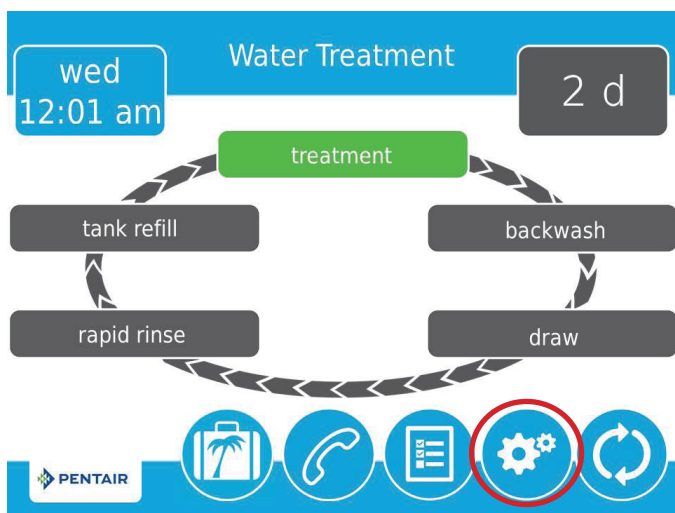 Water Treatment
wed
12:01 am
2 d
treatment
tank refill
backwash
rapid rinse
draw
PENTAIR